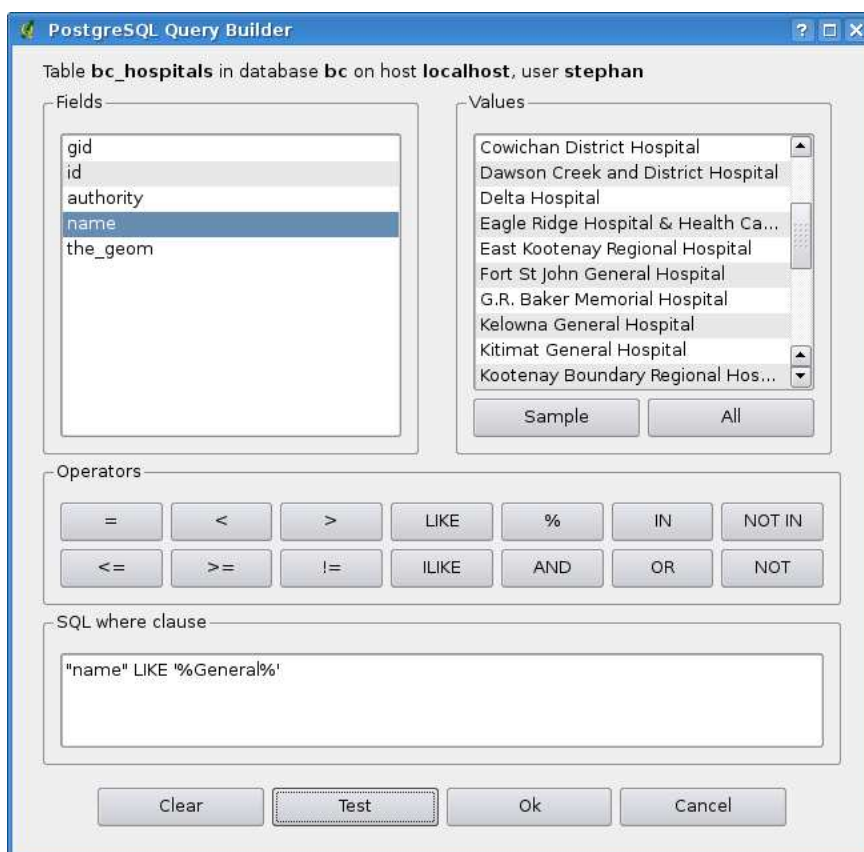 PostgreSQL Query Builder
Table bc_hospitals in database bc on host localhost, user stephan
Fields
gid
id
authority
name
the_geom
Values
Cowichan District Hospital
Dawson Creek and District Hospital
Delta Hospital
Eagle Ridge Hospital & Health Ca...
East Kootenay Regional Hospital
Fort St John General Hospital
G.R. Baker Memorial Hospital
Kelowna General Hospital
Kitimat General Hospital
Kootenay Boundary Regional Hos...
Sample All
Operators
= < > LIKE % IN NOT IN
<= >= != ILIKE AND OR NOT
SQL where clause
"name" LIKE '%General%'
Clear Test Ok Cancel